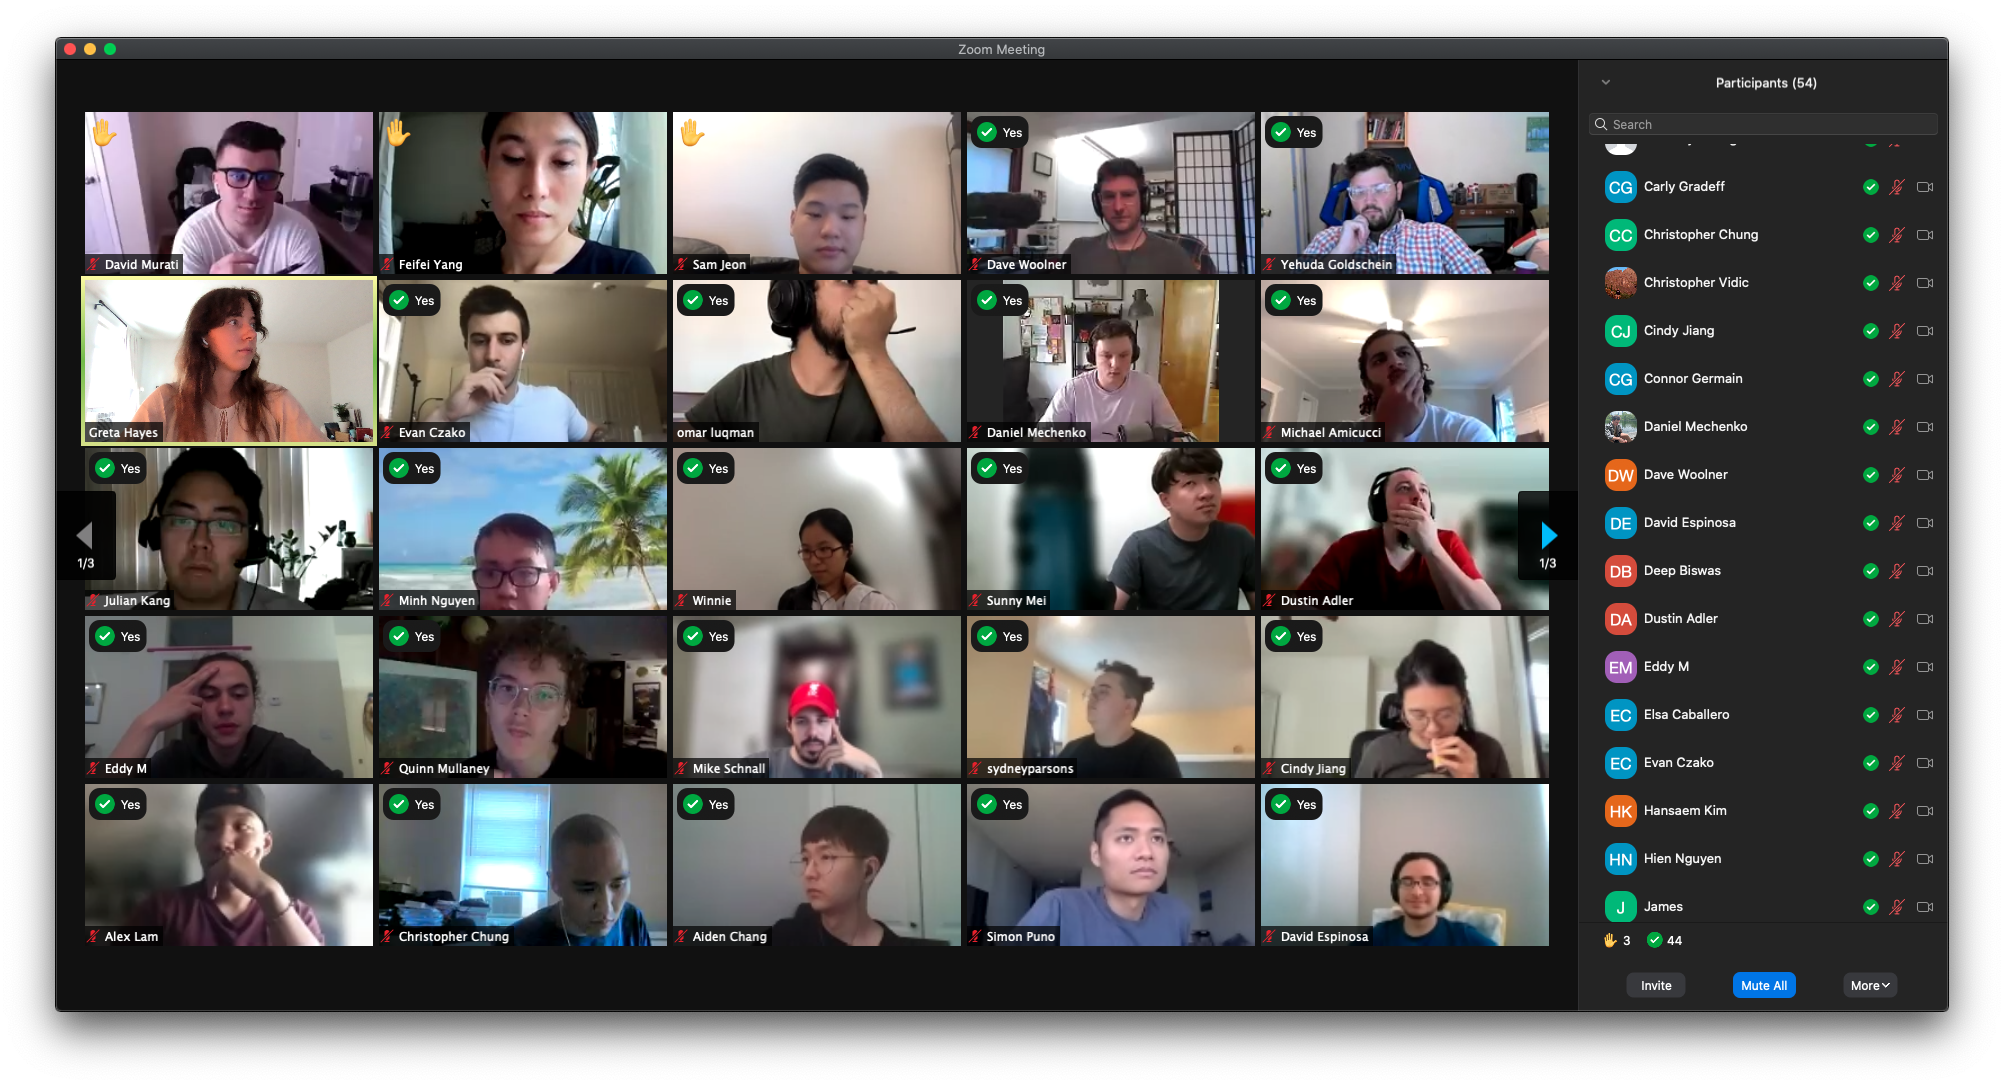 Zoom Meeting
David Murati
Feifei Yang
Sam Jeon
Yes
Dave Woolner
Yes
Yehuda Goldschein
Greta Hayes
Yes
Evan Czako
Yes
omar luqman
Yes
Daniel Mechenko
Yes
Michael Amicucci
Yes
Julian Kang
Yes
Minh Nguyen
Yes
Winnie
Yes
Sunny Mei
Yes
Dustin Adler
1/3
1/3
Yes
Eddy M
Yes
Quinn Mullaney
Yes
Mike Schnall
Yes
sydneyparsons
Yes
Cindy Jiang
Yes
Alex Lam
Yes
Christopher Chung
Yes
Aiden Chang
Yes
Simon Puno
Yes
David Espinosa
Participants (54)
Search
CG Carly Gradeff
CC Christopher Chung
Christopher Vidic
CJ Cindy Jiang
CG Connor Germain
Daniel Mechenko
DW Dave Woolner
DE David Espinosa
DB Deep Biswas
DA Dustin Adler
EM Eddy M
EC Elsa Caballero
EC Evan Czako
HK Hansaem Kim
HN Hien Nguyen
J James
3 44
Invite Mute All More